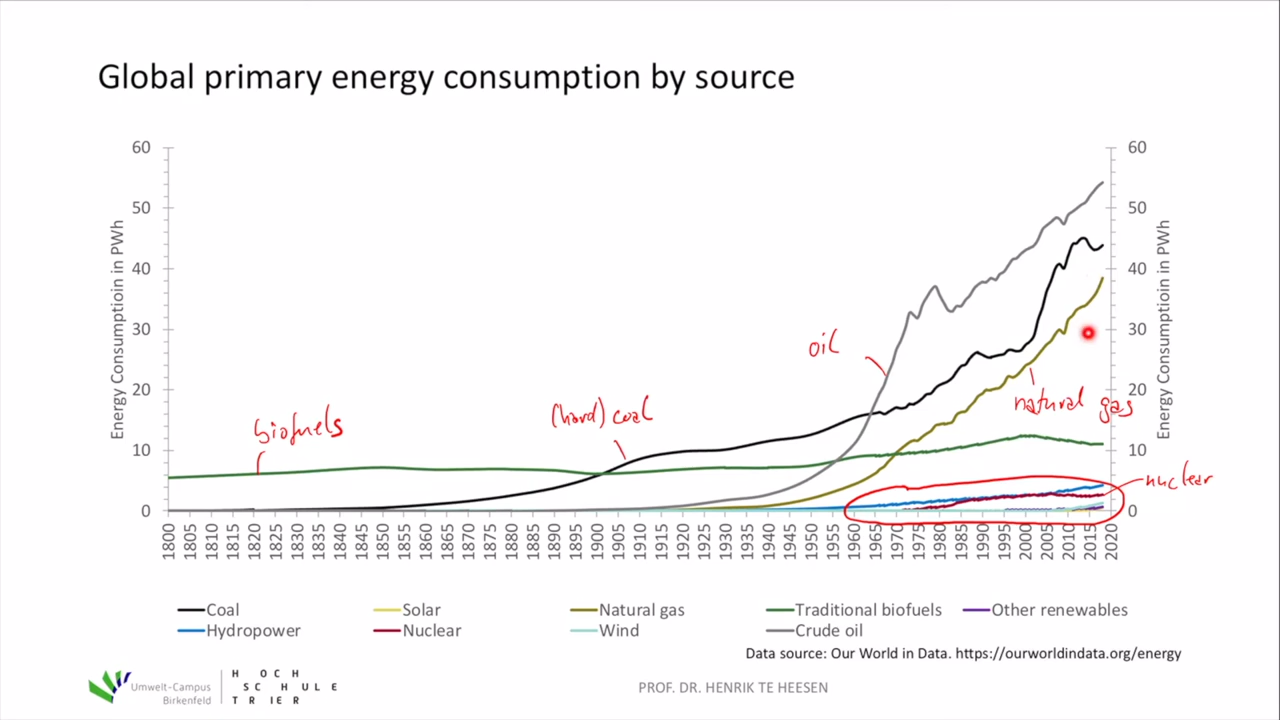 Global primary energy consumption by source
60
50
40
30
20
10
0
Energy Consumptioin in PWh
60
50
40
30
20
10
0
Energy Consumptioin in PWh
biofuels
(hard) coal
oil
natural gas
nuclear
1800 1805 1810 1815 1820 1825 1830 1835 1840 1845 1850 1855 1860 1865 1870 1875 1880 1885 1890 1895 1900 1905 1910 1915 1920 1925 1930 1935 1940 1945 1950 1955 1960 1965 1970 1975 1980 1985 1990 1995 2000 2005 2010 2015 2020
Coal Solar Natural gas Traditional biofuels Other renewables
Hydropower Nuclear Wind Crude oil
Data source: Our World in Data. https://ourworldindata.org/energy
Umwelt-Campus
Birkenfeld
HOCH
SCHULE
TRIER
PROF. DR. HENRIK TE HEESEN